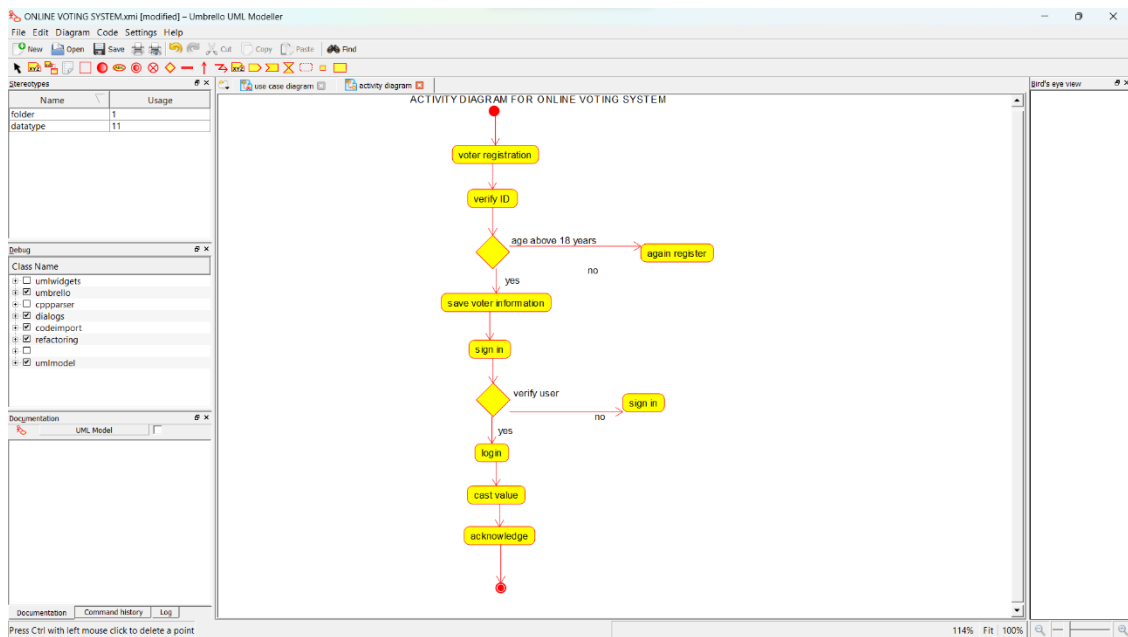 ONLINE VOTING SYSTEM.xmi [modified] – Umbrello UML Modeller
File Edit Diagram Code Settings Help
New Open Save Cut Copy Paste Find
Stereotypes
Name Usage
folder 1
datatype 11
Debug
Class Name
umlwidgets
umbrello
cppparser
dialogs
codeimport
refactoring
umlmodel
Documentation
UML Model
Documentation Command history Log
use case diagram activity diagram
ACTIVITY DIAGRAM FOR ONLINE VOTING SYSTEM
voter registration
verify ID
age above 18 years
again register
no
yes
save voter information
sign in
verify user
sign in
no
yes
login
cast value
acknowledge
Bird's eye view
Press Ctrl with left mouse click to delete a point
114% Fit 100%